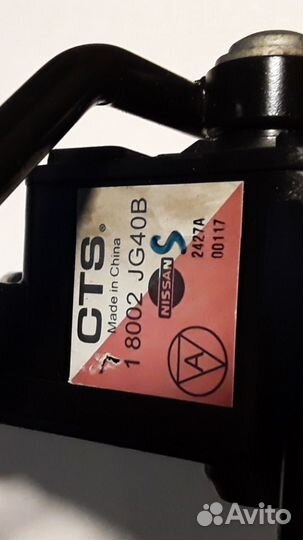 CTS®
Made in China
1 8002 JG40B
S
NISSAN
2427A
00117
A
Avito